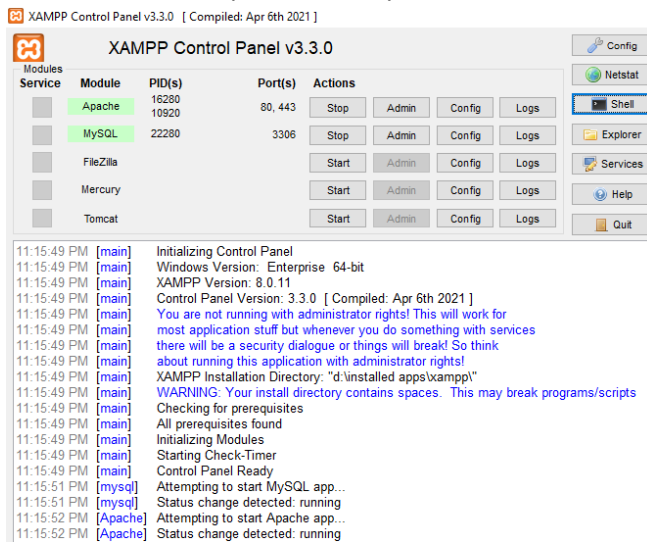 XAMPP Control Panel v3.3.0 [ Compiled: Apr 6th 2021 ]
XAMPP Control Panel v3.3.0
Config
Modules
Service Module PID(s) Port(s) Actions
Netstat
Apache 16280 10920 80, 443 Stop Admin Config Logs
Shell
MySQL 22280 3306 Stop Admin Config Logs
Explorer
FileZilla Start Admin Config Logs
Services
Mercury Start Admin Config Logs
Help
Tomcat Start Admin Config Logs
Quit
11:15:49 PM [main] Initializing Control Panel
11:15:49 PM [main] Windows Version: Enterprise 64-bit
11:15:49 PM [main] XAMPP Version: 8.0.11
11:15:49 PM [main] Control Panel Version: 3.3.0 [ Compiled: Apr 6th 2021 ]
11:15:49 PM [main] You are not running with administrator rights! This will work for
11:15:49 PM [main] most application stuff but whenever you do something with services
11:15:49 PM [main] there will be a security dialogue or things will break! So think
11:15:49 PM [main] about running this application with administrator rights!
11:15:49 PM [main] XAMPP Installation Directory: "d:\installed apps\xampp\"
11:15:49 PM [main] WARNING: Your install directory contains spaces. This may break programs/scripts
11:15:49 PM [main] Checking for prerequisites
11:15:49 PM [main] All prerequisites found
11:15:49 PM [main] Initializing Modules
11:15:49 PM [main] Starting Check-Timer
11:15:49 PM [main] Control Panel Ready
11:15:51 PM [mysql] Attempting to start MySQL app...
11:15:51 PM [mysql] Status change detected: running
11:15:52 PM [Apache] Attempting to start Apache app...
11:15:52 PM [Apache] Status change detected: running